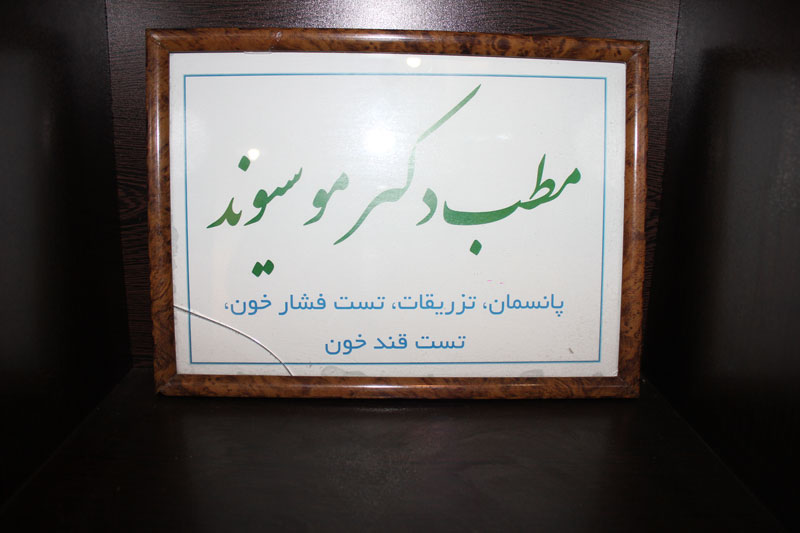 مطب دکتر موسیوند
پانسمان، تزریقات، تست فشار خون،
تست قند خون